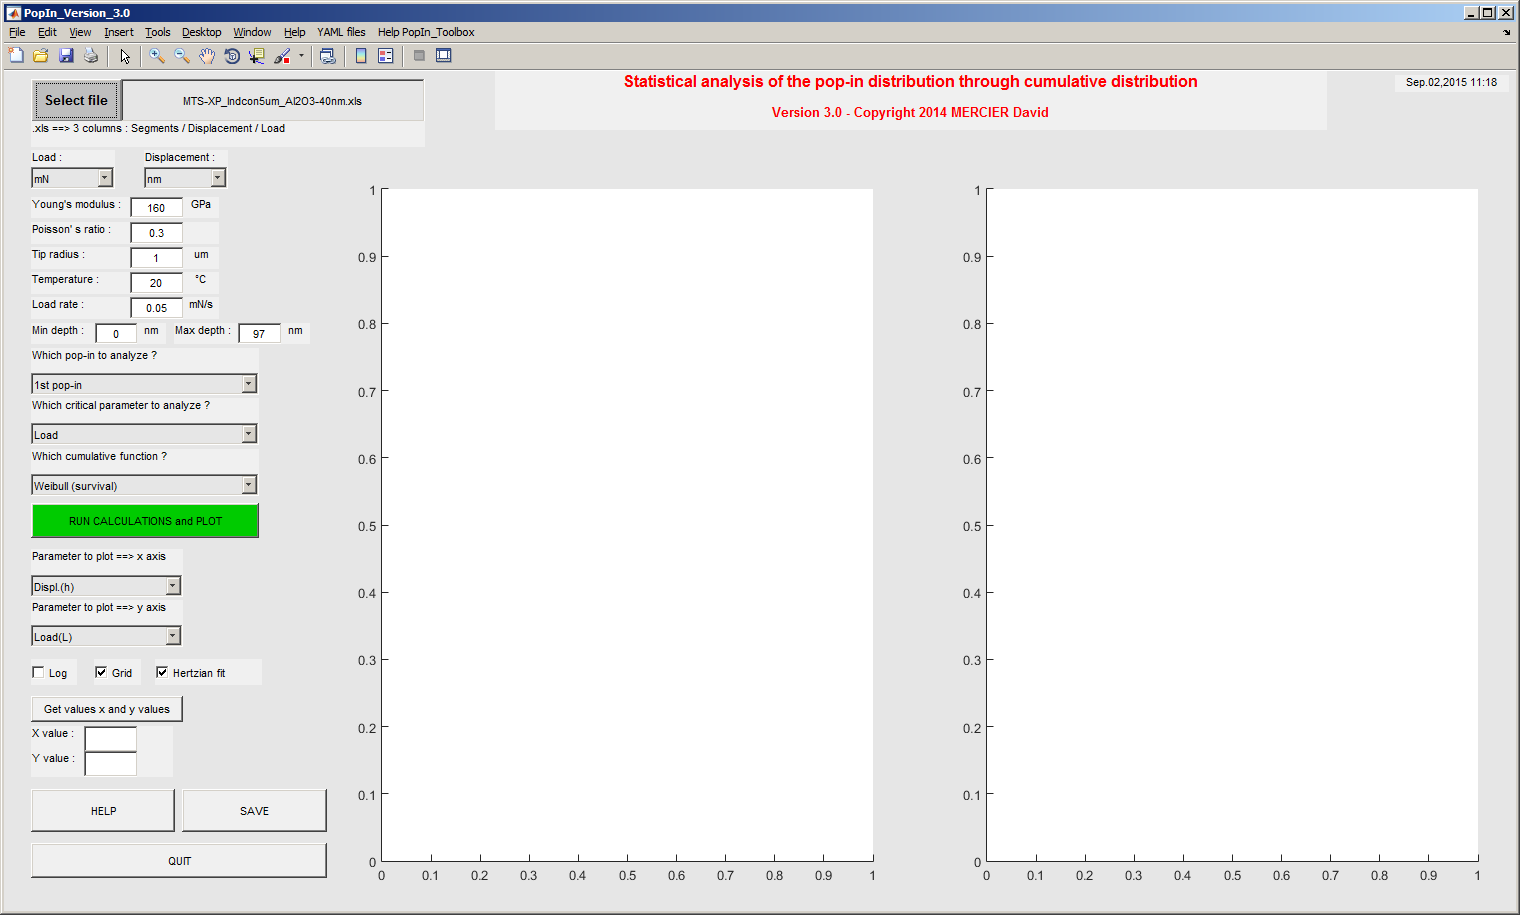 PopIn_Version_3.0
File Edit View Insert Tools Desktop Window Help YAML files Help PopIn_Toolbox
Select file
MTS-XP_Indcon5um_Al2O3-40nm.xls
Statistical analysis of the pop-in distribution through cumulative distribution
Version 3.0 - Copyright 2014 MERCIER David
Sep.02,2015 11:18
.xls ==> 3 columns : Segments / Displacement / Load
Load : Displacement :
mN nm
Young's modulus : 160 GPa
Poisson' s ratio : 0.3
Tip radius : 1 um
Temperature : 20 °C
Load rate : 0.05 mN/s
Min depth : 0 nm Max depth : 97 nm
Which pop-in to analyze ?
1st pop-in
Which critical parameter to analyze ?
Load
Which cumulative function ?
Weibull (survival)
RUN CALCULATIONS and PLOT
Parameter to plot ==> x axis
Displ.(h)
Parameter to plot ==> y axis
Load(L)
Log Grid Hertzian fit
Get values x and y values
X value :
Y value :
HELP SAVE
QUIT
1
0.9
0.8
0.7
0.6
0.5
0.4
0.3
0.2
0.1
0
0 0.1 0.2 0.3 0.4 0.5 0.6 0.7 0.8 0.9 1
1
0.9
0.8
0.7
0.6
0.5
0.4
0.3
0.2
0.1
0
0 0.1 0.2 0.3 0.4 0.5 0.6 0.7 0.8 0.9 1